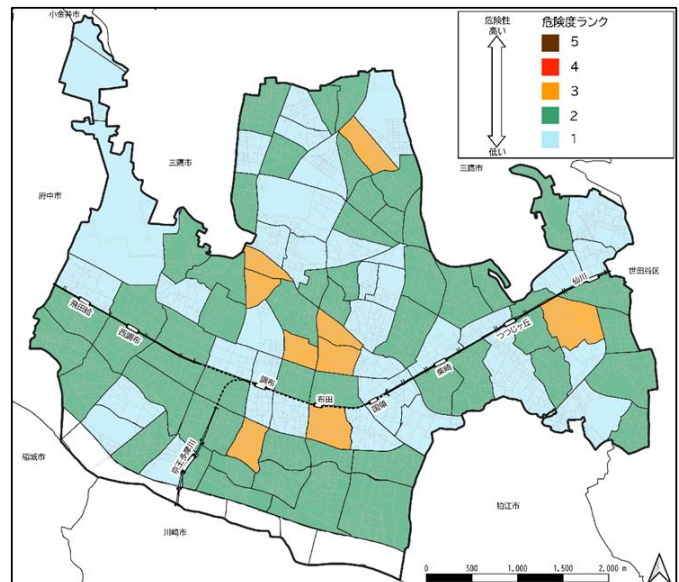 小金井市
危険性
高い
低い
危険度ランク
5
4
3
2
1
三鷹市
三鷹市
府中市
世田谷区
仙川
飛田給
西調布
つつじヶ丘
柴崎
調布
布田
国領
京王多摩川
稲城市
狛江市
川崎市
0 500 1,000 1,500 2,000 m